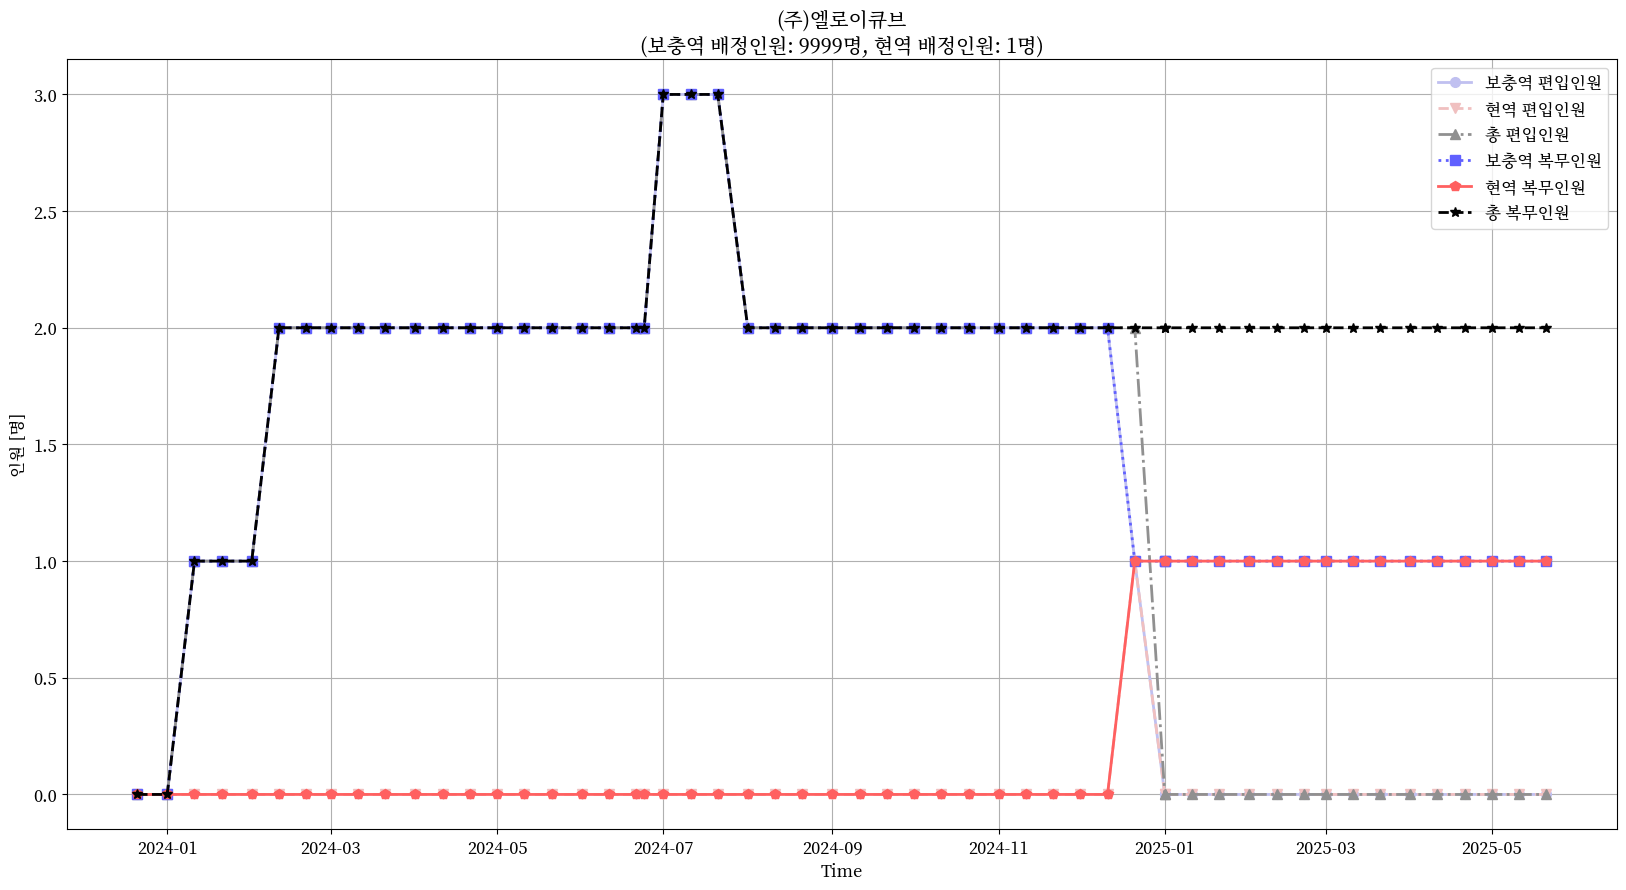 (주)엘로이큐브
(보충역 배정인원: 9999명, 현역 배정인원: 1명)
보충역 편입인원
현역 편입인원
총 편입인원
보충역 복무인원
현역 복무인원
총 복무인원
3.0
2.5
2.0
1.5
1.0
0.5
0.0
인원 [명]
2024-01
2024-03
2024-05
2024-07
2024-09
2024-11
2025-01
2025-03
2025-05
Time